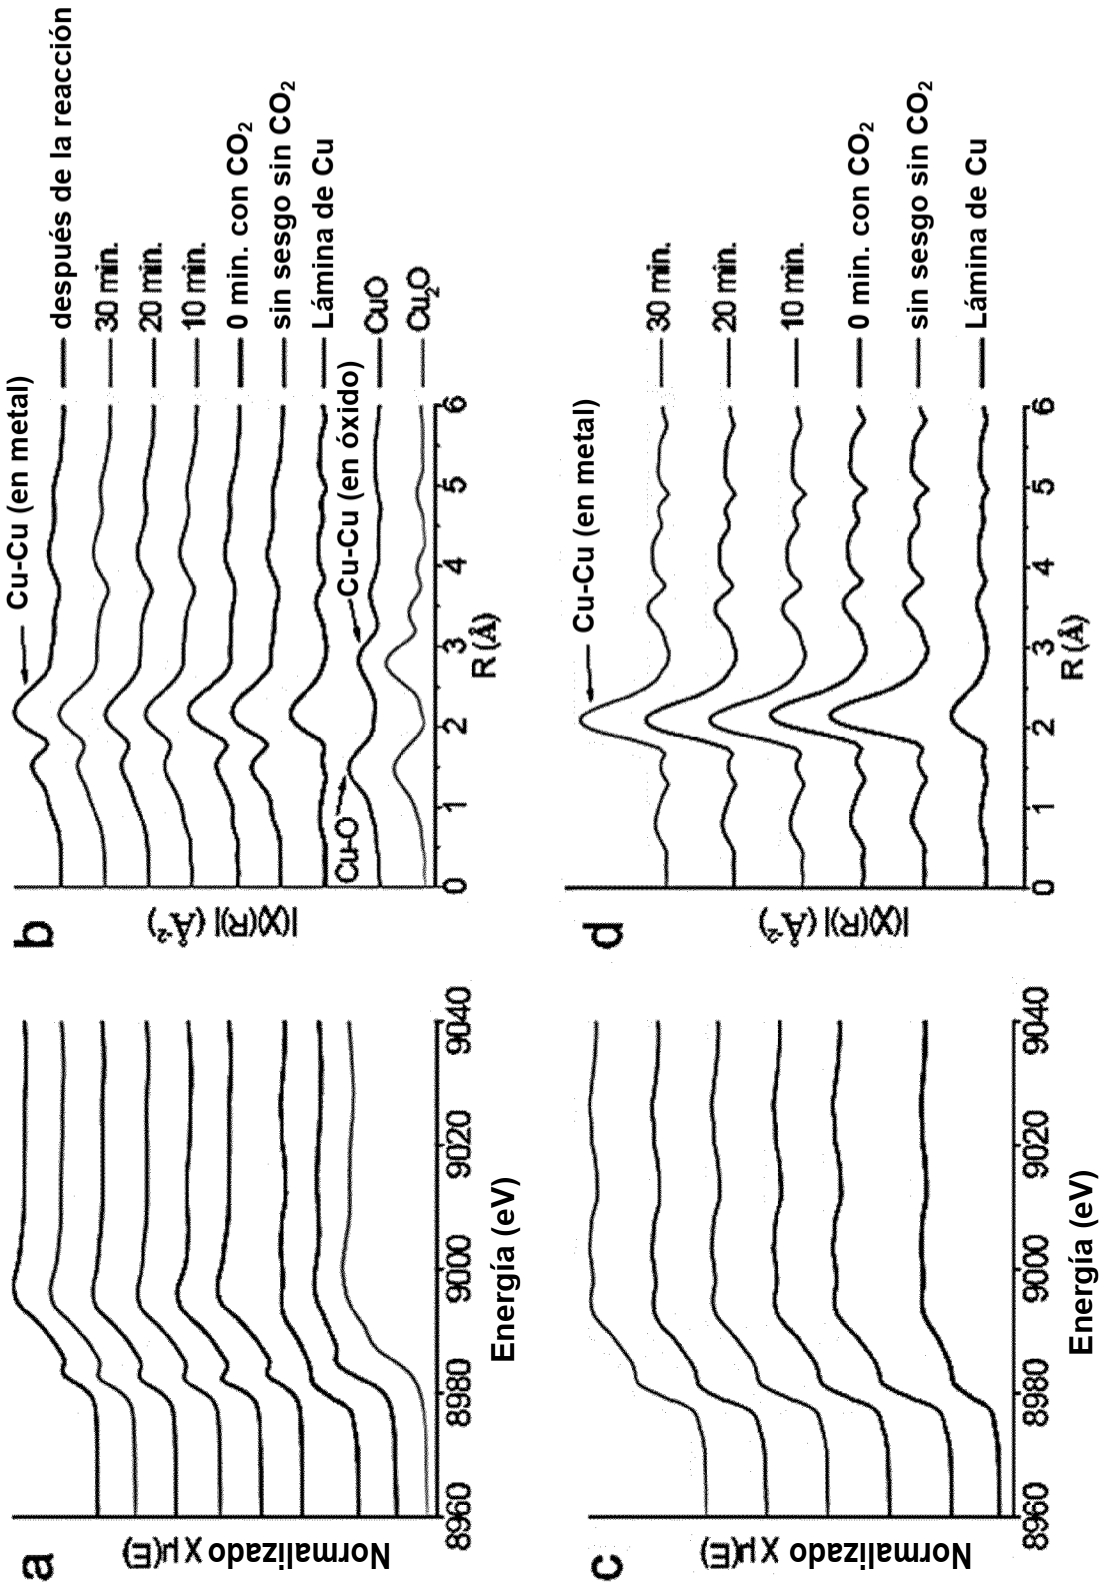 a
Normalizado χ μ(E)
8960 8980 9000 9020 9040
Energía (eV)
b
|(χ(R)| (Å⁻²)
Cu-Cu (en metal)
después de la reacción
30 min.
20 min.
10 min.
0 min. con CO₂
sin sesgo sin CO₂
Lámina de Cu
Cu-O
Cu-Cu (en óxido)
CuO
Cu₂O
0 1 2 3 4 5 6
R (Å)
c
Normalizado χ μ(E)
8960 8980 9000 9020 9040
Energía (eV)
d
|(χ(R)| (Å⁻²)
Cu-Cu (en metal)
30 min.
20 min.
10 min.
0 min. con CO₂
sin sesgo sin CO₂
Lámina de Cu
0 1 2 3 4 5 6
R (Å)